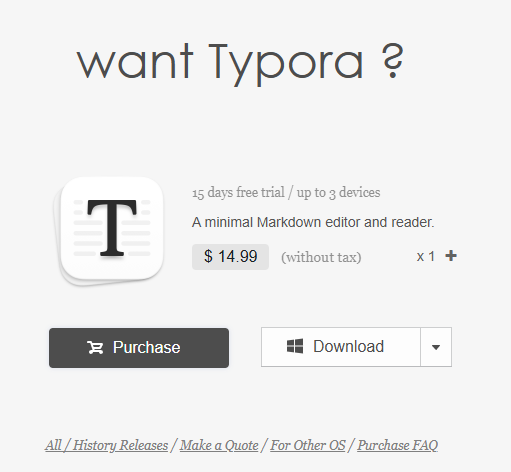 want Typora ?
15 days free trial / up to 3 devices
T
A minimal Markdown editor and reader.
$ 14.99 (without tax) x 1 +
Purchase Download
All / History Releases / Make a Quote / For Other OS / Purchase FAQ